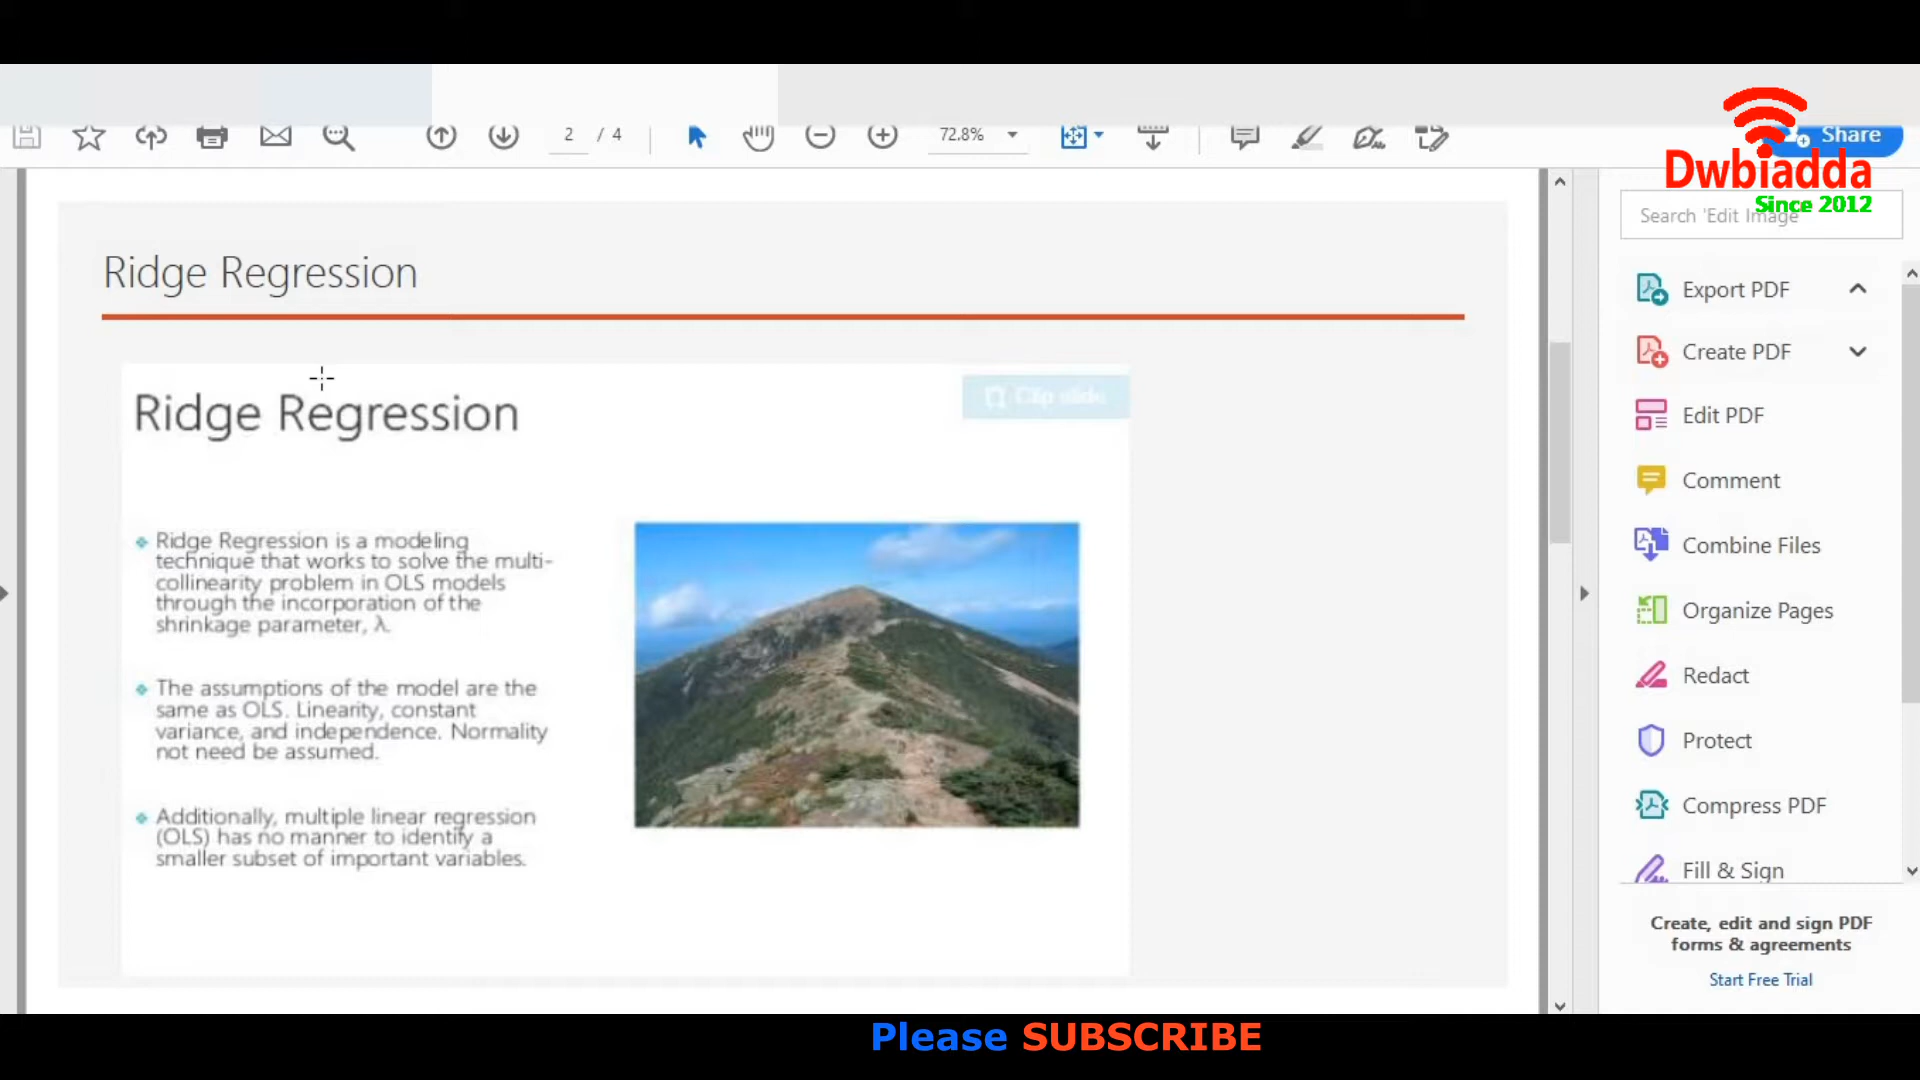 2 / 4
72.8%
Share
Dwbiadda
Since 2012
Search 'Edit Image'
Ridge Regression
Clip slide
Ridge Regression
Ridge Regression is a modeling
technique that works to solve the multi-
collinearity problem in OLS models
through the incorporation of the
shrinkage parameter, λ.
The assumptions of the model are the
same as OLS. Linearity, constant
variance, and independence. Normality
not need be assumed.
Additionally, multiple linear regression
(OLS) has no manner to identify a
smaller subset of important variables.
Export PDF
Create PDF
Edit PDF
Comment
Combine Files
Organize Pages
Redact
Protect
Compress PDF
Fill & Sign
Create, edit and sign PDF
forms & agreements
Start Free Trial
Please SUBSCRIBE